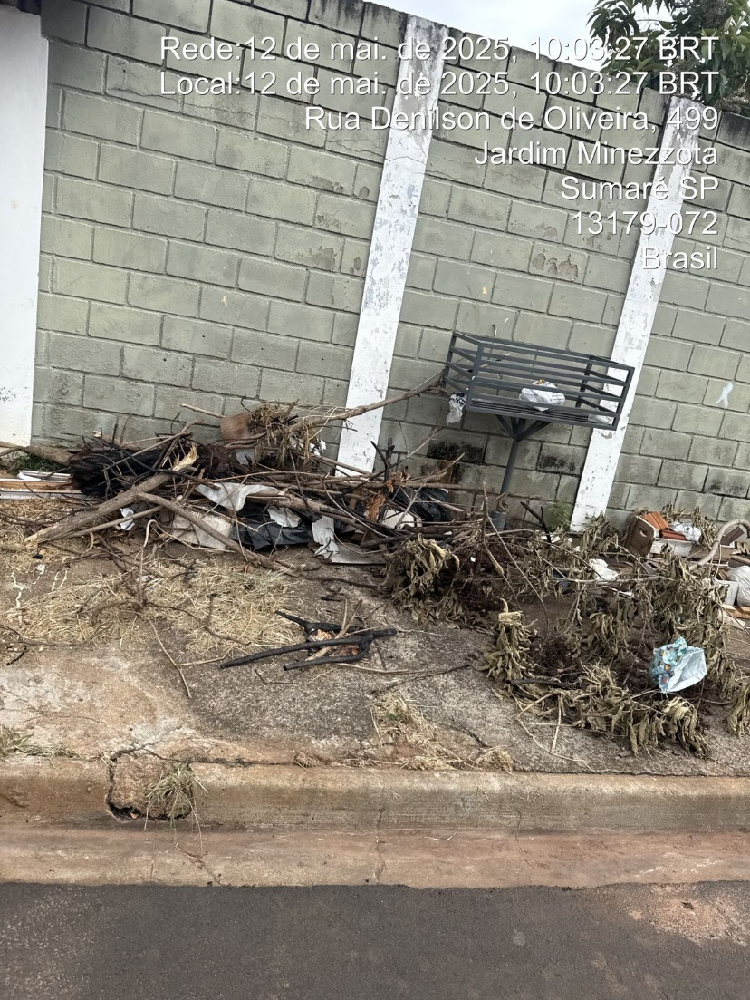 Rede:12 de mai. de 2025, 10:03:27 BRT
Local:12 de mai. de 2025, 10:03:27 BRT
Rua Denilson de Oliveira, 499
Jardim Minezzota
Sumaré SP
13179-072
Brasil